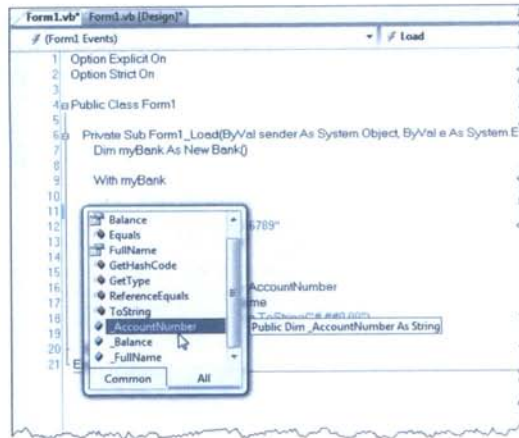 Form1.vb* Form1.vb [Design]*
(Form1 Events) Load
1 Option Explicit On
2 Option Strict On
3
4 Public Class Form1
5
6 Private Sub Form1_Load(ByVal sender As System.Object, ByVal e As System.E
7 Dim myBank As New Bank()
8
9 With myBank
10
11
12 6789"
13
14
15
16 AccountNumber
17 me
18 ToString("#,##0.00")
19
20
21 E
Balance
Equals
FullName
GetHashCode
GetType
ReferenceEquals
ToString
_AccountNumber
_Balance
_FullName
Common All
Public Dim _AccountNumber As String